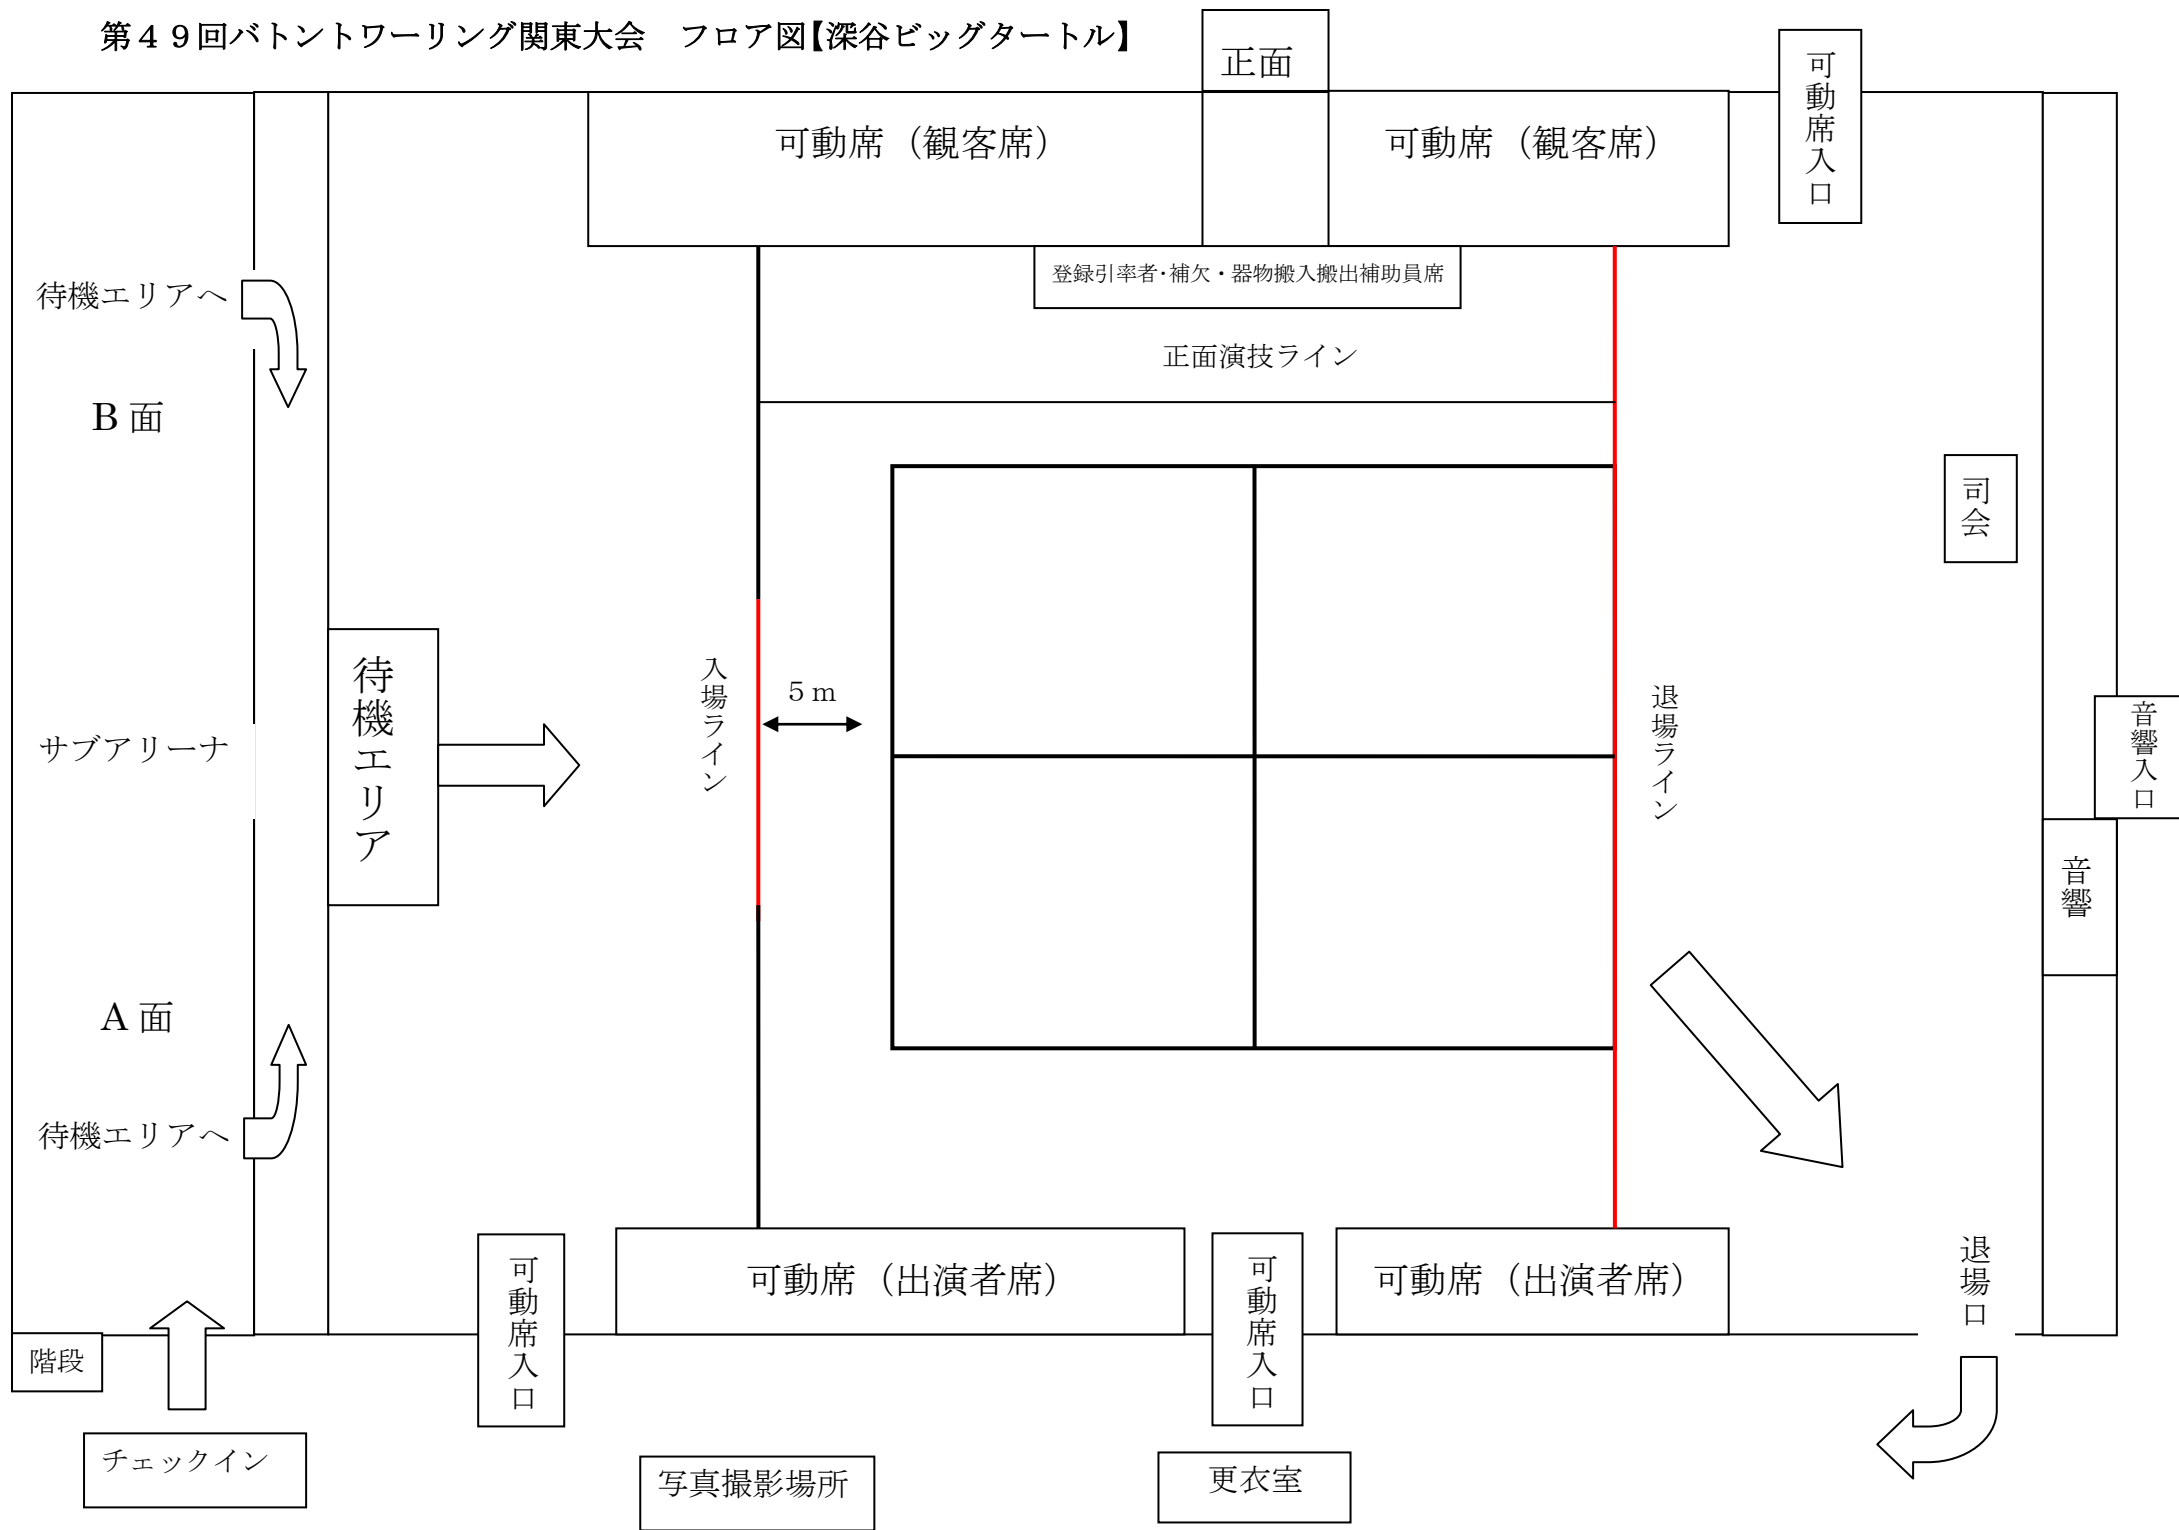 第４９回バトントワーリング関東大会　フロア図【深谷ビッグタートル】
正面
可動席入口
可動席（観客席）
可動席（観客席）
登録引率者・補欠・器物搬入搬出補助員席
待機エリアへ
正面演技ライン
B 面
司会
待機エリア
入場ライン
５ｍ
退場ライン
サブアリーナ
音響入口
音響
A 面
待機エリアへ
可動席入口
可動席（出演者席）
可動席入口
可動席（出演者席）
退場口
階段
チェックイン
写真撮影場所
更衣室